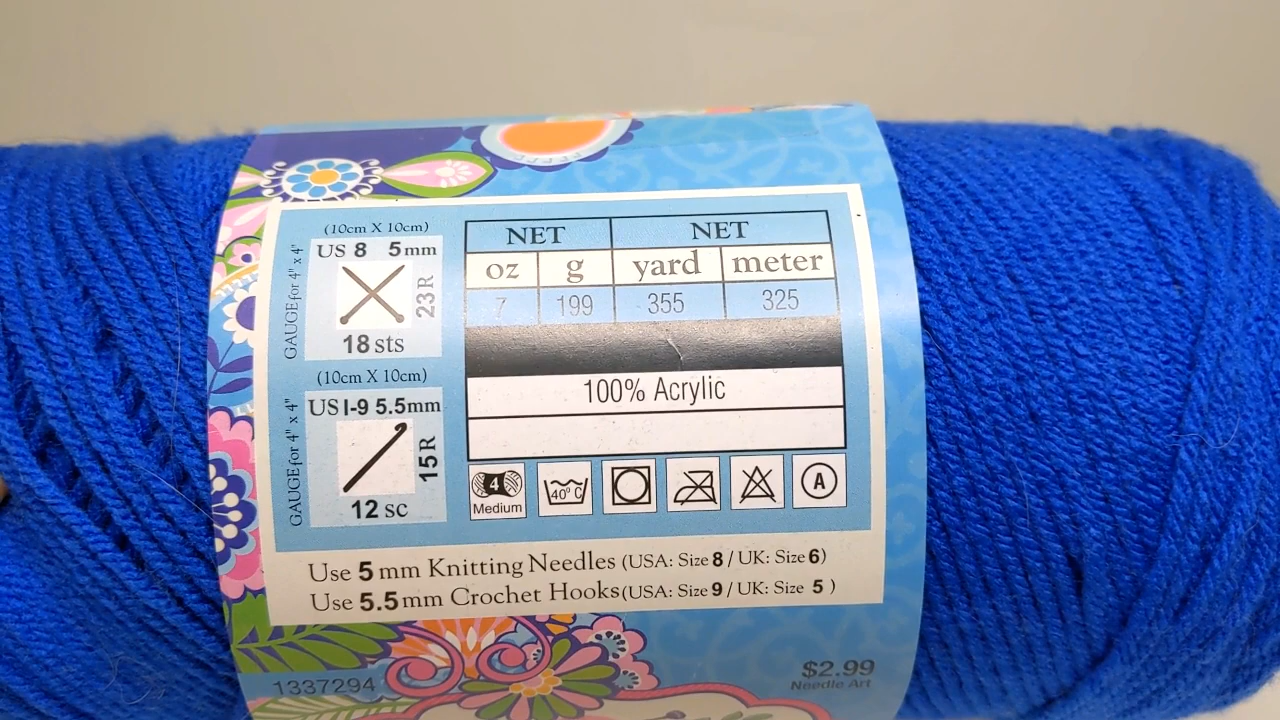 (10cm X 10cm)
GAUGE for 4" x 4"
US 8 5mm
23R
18 sts
(10cm X 10cm)
GAUGE for 4" x 4"
US I-9 5.5mm
15R
12 sc
NET NET
oz g yard meter
7 199 355 325
100% Acrylic
4
Medium
40° C
A
Use 5mm Knitting Needles (USA: Size 8 / UK: Size 6)
Use 5.5mm Crochet Hooks (USA: Size 9 / UK: Size 5 )
1337294
$2.99
Needle Art